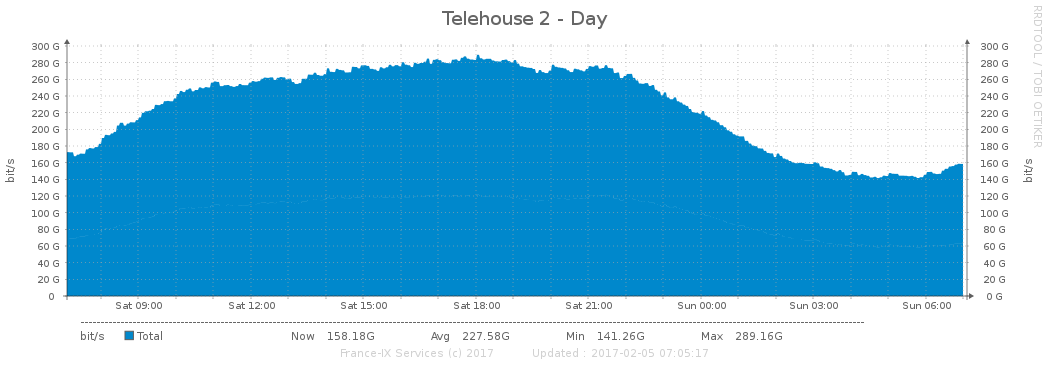 Telehouse 2 - Day
RRDTOOL / TOBI OETIKER
bit/s
300 G 300 G
280 G 280 G
260 G 260 G
240 G 240 G
220 G 220 G
200 G 200 G
180 G 180 G
160 G 160 G
140 G 140 G
120 G 120 G
100 G 100 G
80 G 80 G
60 G 60 G
40 G 40 G
20 G 20 G
0 0 G
bit/s
Sat 09:00 Sat 12:00 Sat 15:00 Sat 18:00 Sat 21:00 Sun 00:00 Sun 03:00 Sun 06:00
bit/s Total Now 158.18G Avg 227.58G Min 141.26G Max 289.16G
France-IX Services (c) 2017 Updated : 2017-02-05 07:05:17